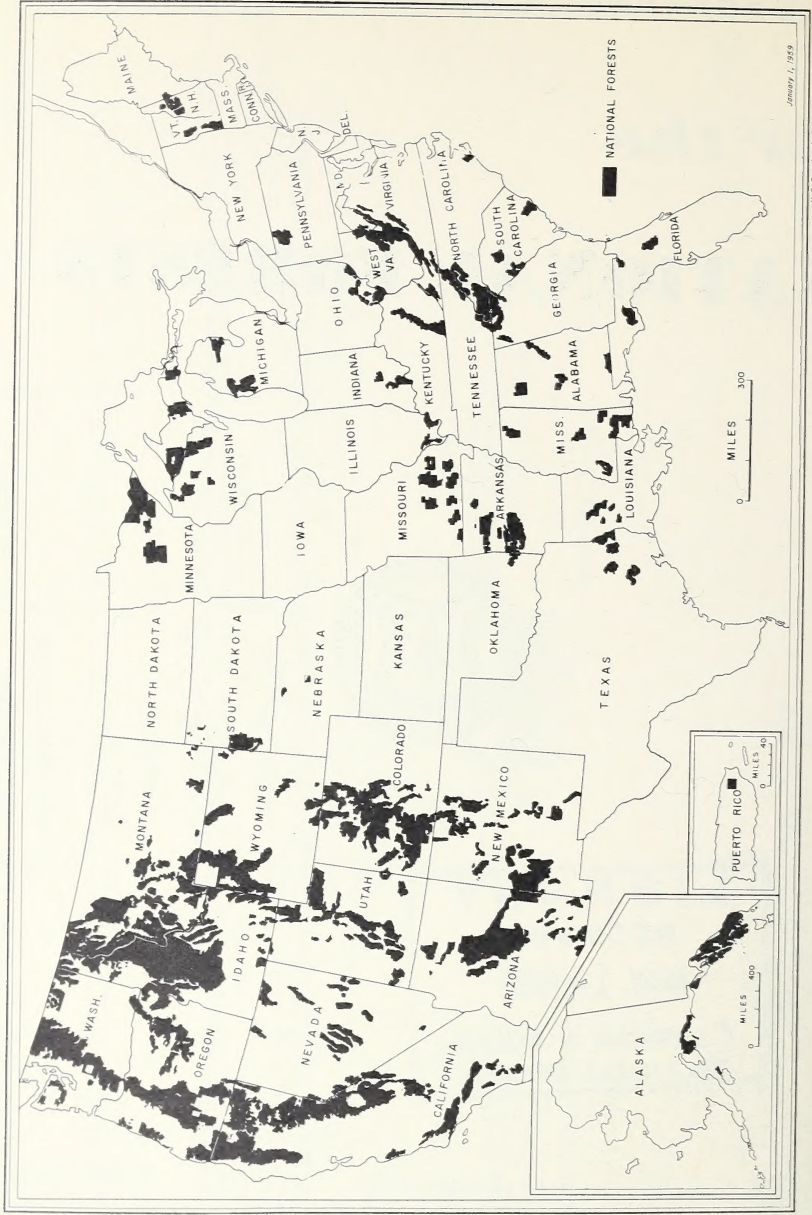 MAINE
VT.
N.H.
MASS.
CONN.
R.I.
NEW YORK
N. J.
PENNSYLVANIA
DEL.
MD.
WEST VA.
VIRGINIA
OHIO
MICHIGAN
INDIANA
ILLINOIS
WISCONSIN
MINNESOTA
IOWA
MISSOURI
KENTUCKY
TENNESSEE
NORTH CAROLINA
SOUTH CAROLINA
GEORGIA
FLORIDA
ALABAMA
MISS.
ARKANSAS
LOUISIANA
NORTH DAKOTA
SOUTH DAKOTA
NEBRASKA
KANSAS
OKLAHOMA
TEXAS
MONTANA
WYOMING
COLORADO
NEW MEXICO
IDAHO
UTAH
ARIZONA
WASH.
OREGON
NEVADA
CALIFORNIA
ALASKA
MILES
0 400
PUERTO RICO
MILES
0 40
MILES
0 300
NATIONAL FORESTS
January 1, 1959